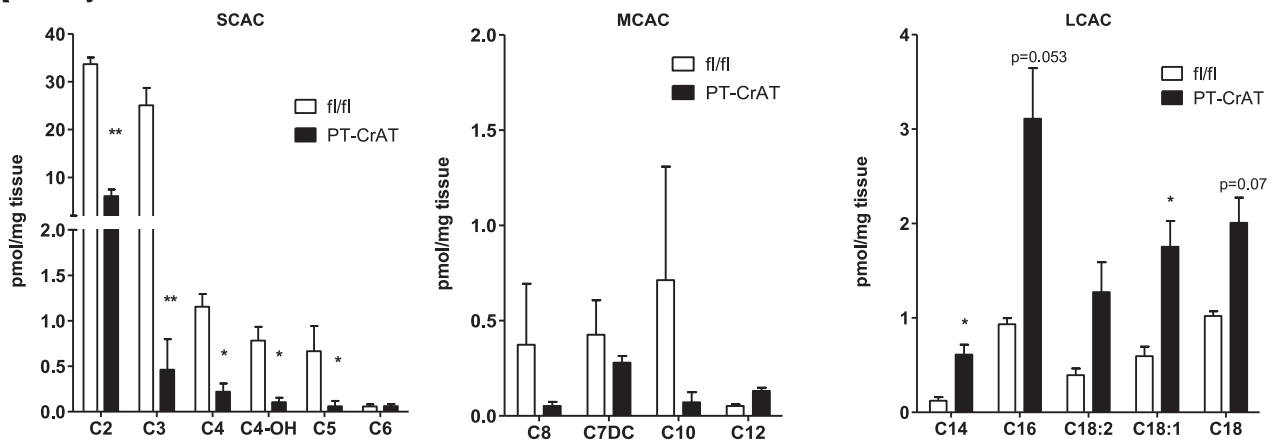 SCAC
pmol/mg tissue
40
30
20
10
2.0
1.5
1.0
0.5
0.0
fl/fl
PT-CrAT
**
**
*
*
*
C2 C3 C4 C4-OH C5 C6
MCAC
pmol/mg tissue
2.0
1.5
1.0
0.5
0.0
fl/fl
PT-CrAT
C8 C7DC C10 C12
LCAC
pmol/mg tissue
4
3
2
1
0
p=0.053
fl/fl
PT-CrAT
p=0.07
*
*
C14 C16 C18:2 C18:1 C18